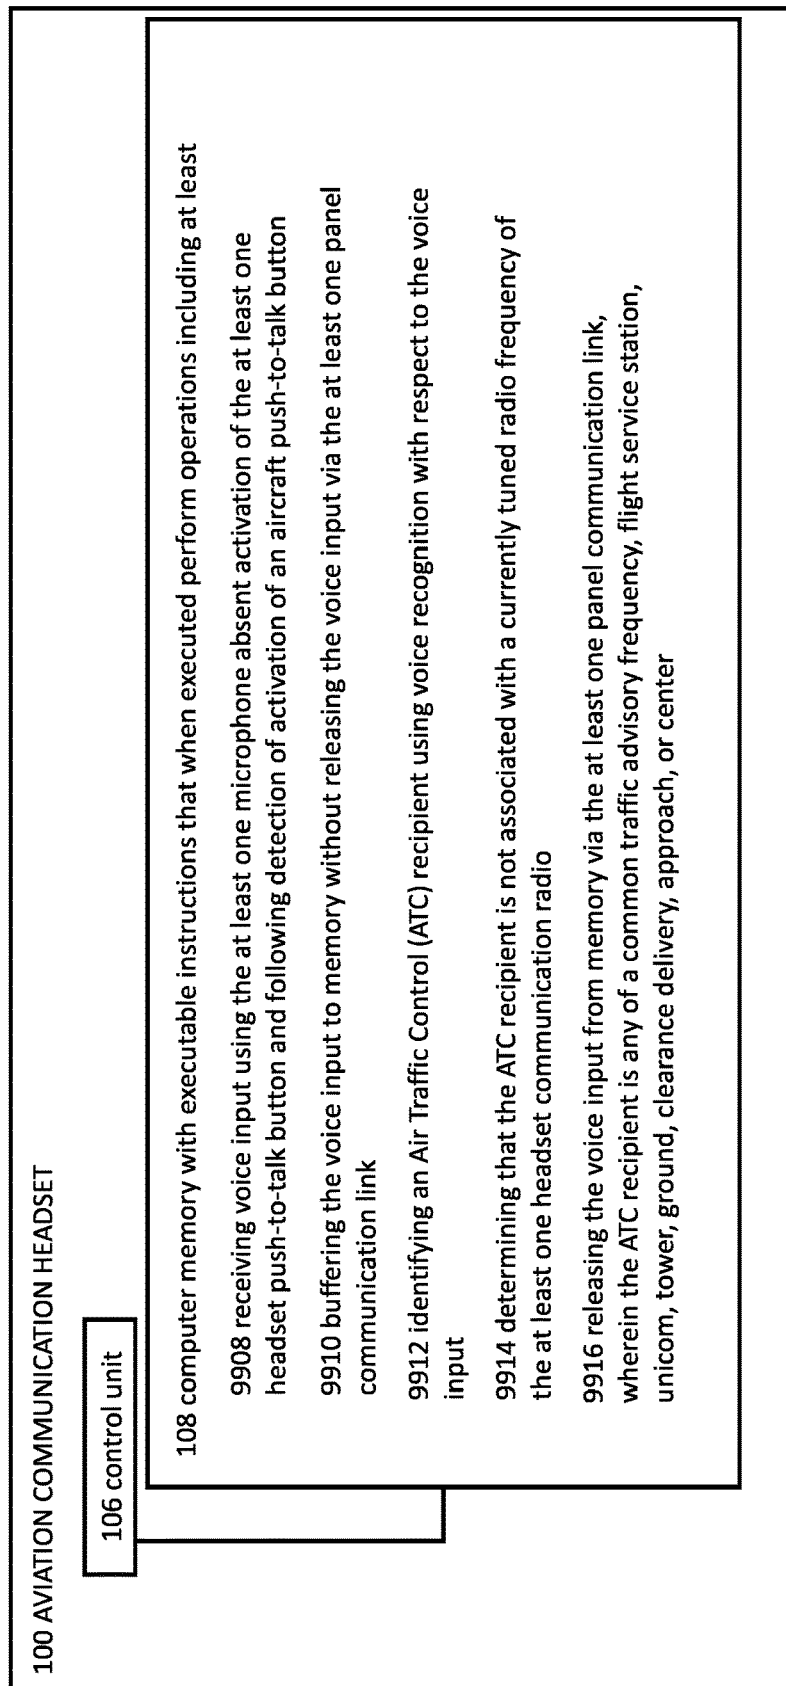 100 AVIATION COMMUNICATION HEADSET
106 control unit
108 computer memory with executable instructions that when executed perform operations including at least
9908 receiving voice input using the at least one microphone absent activation of the at least one
headset push-to-talk button and following detection of activation of an aircraft push-to-talk button
9910 buffering the voice input to memory without releasing the voice input via the at least one panel
communication link
9912 identifying an Air Traffic Control (ATC) recipient using voice recognition with respect to the voice
input
9914 determining that the ATC recipient is not associated with a currently tuned radio frequency of
the at least one headset communication radio
9916 releasing the voice input from memory via the at least one panel communication link,
wherein the ATC recipient is any of a common traffic advisory frequency, flight service station,
unicom, tower, ground, clearance delivery, approach, or center